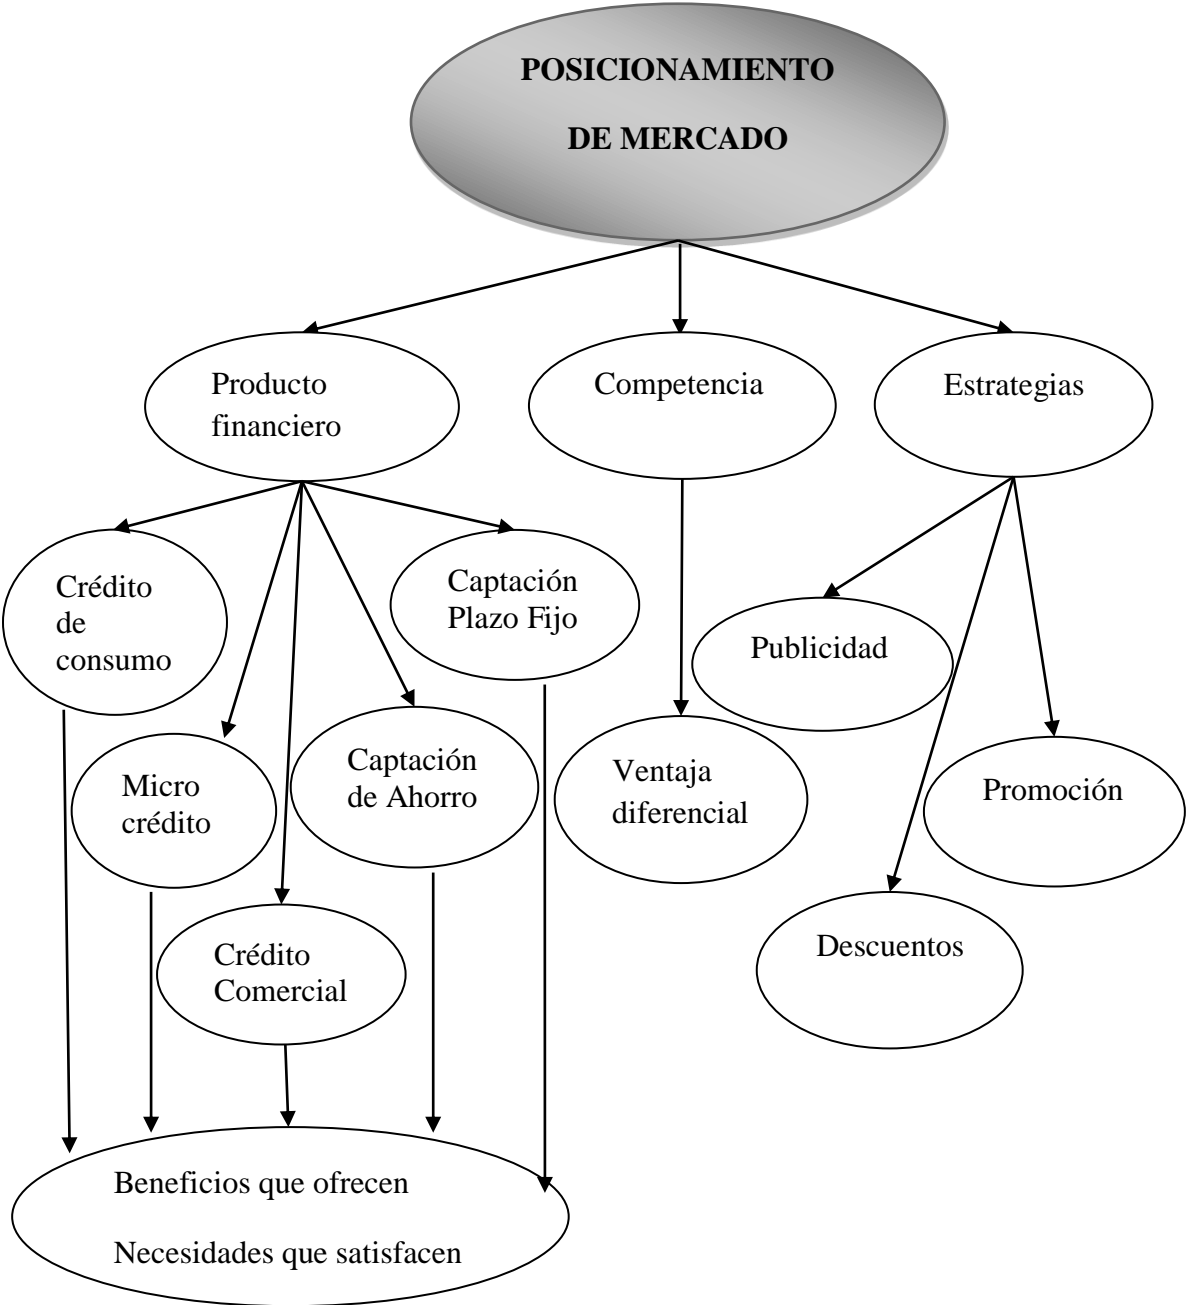 POSICIONAMIENTO
DE MERCADO
Producto
financiero
Competencia
Estrategias
Crédito
de
consumo
Captación
Plazo Fijo
Publicidad
Micro
crédito
Captación
de Ahorro
Ventaja
diferencial
Promoción
Crédito
Comercial
Descuentos
Beneficios que ofrecen
Necesidades que satisfacen